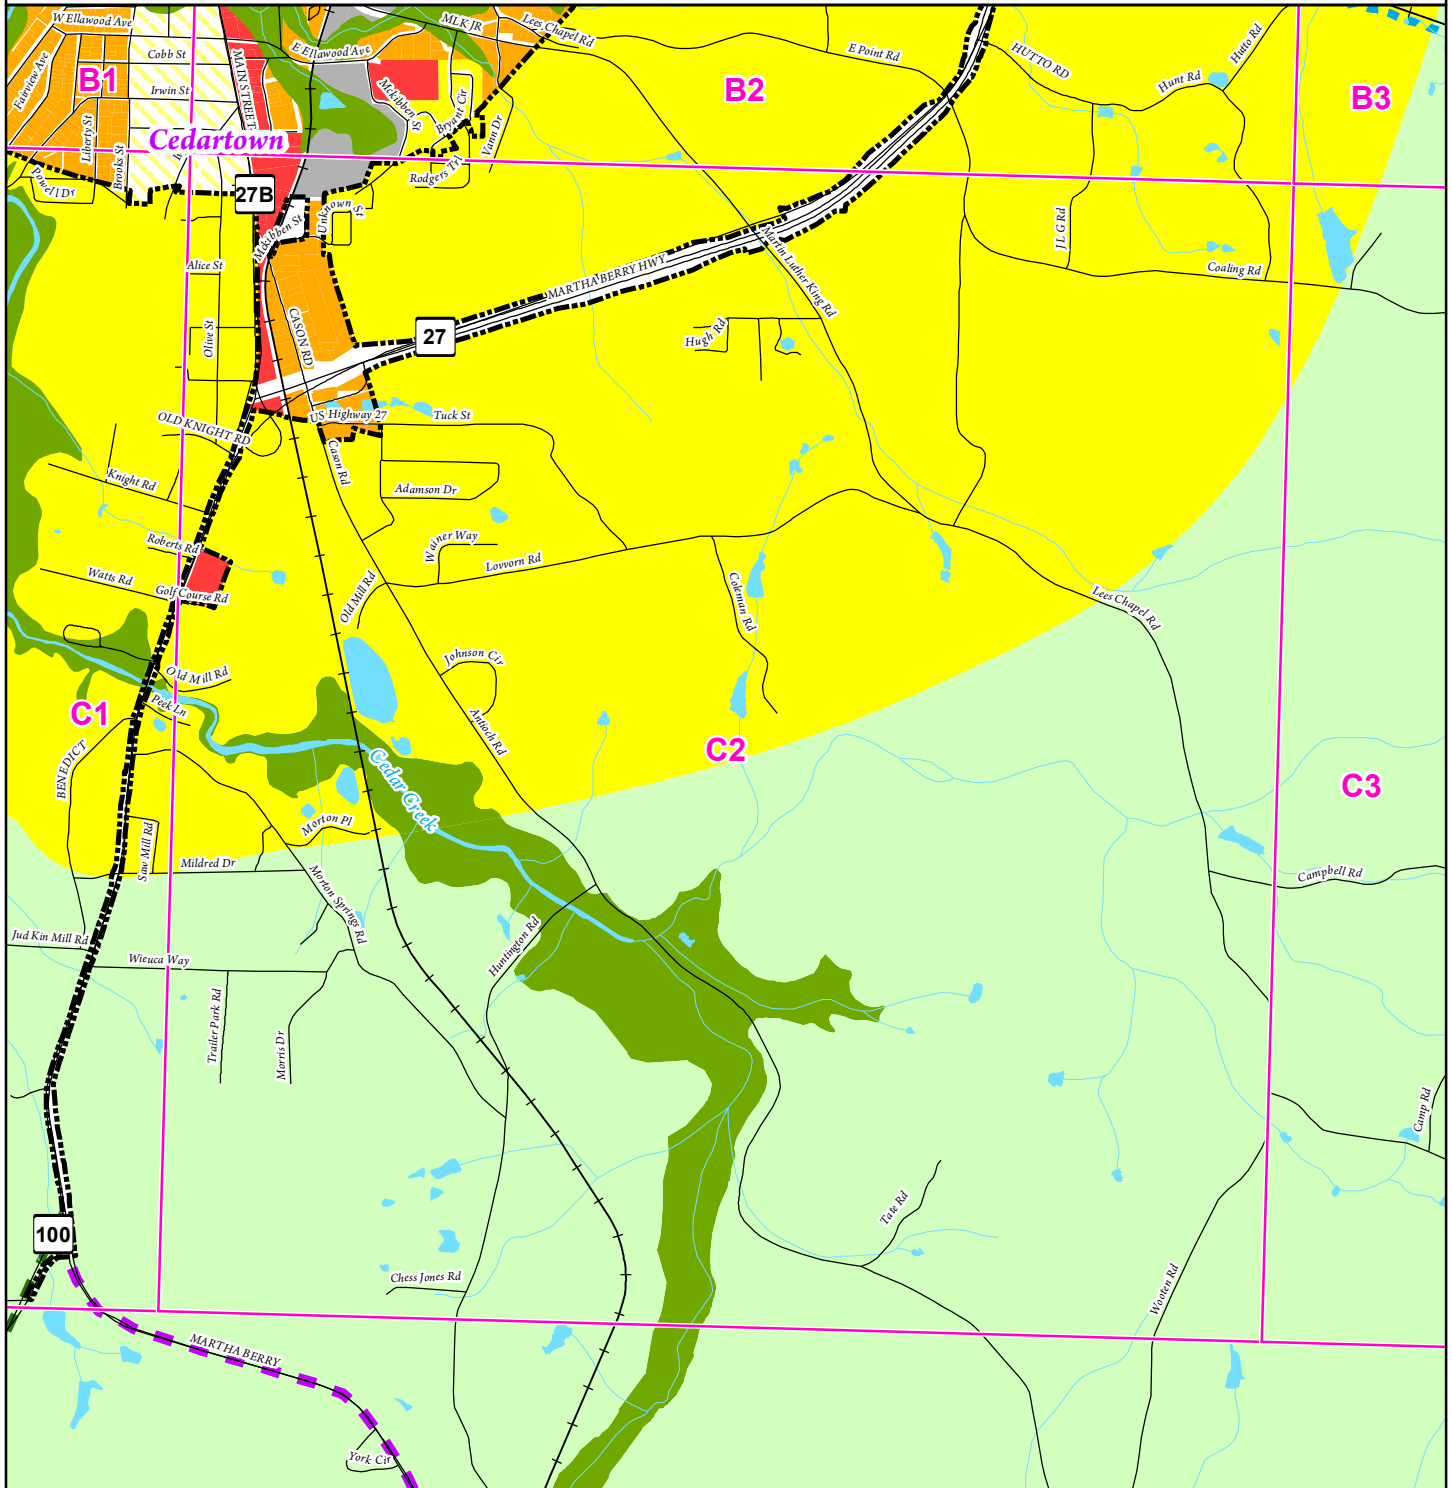 W Ellawood Ave
MLK JR
Lees Chapel Rd
E Point Rd
HUTTO RD
Hutto Rd
Cobb St
E Ellawood Ave
Fairview Ave
B1
MAIN STREET
Mckibben St
B2
Hunt Rd
B3
Irwin St
Bryant Cir
Liberty St
Cedartown
Vann Dr
Brooks St
Rodgers Trl
Powell Dr
27B
Unknown St
Mckibben St
JLG Rd
Martin Luther King Rd
Alice St
MARTHA BERRY HWY
Coaling Rd
Olive St
CASON RD
27
Hugh Rd
US Highway 27
Tuck St
OLD KNIGHT RD
Cason Rd
Knight Rd
Adamson Dr
Roberts Rd
Wainer Way
Lovvorn Rd
Watts Rd
Golf Course Rd
Old Mill Rd
Coleman Rd
Lees Chapel Rd
Johnson Cir
Old Mill Rd
Peek Ln
C1
Antioch Rd
C2
BENEDICT
Cedar Creek
C3
Morton Pl
Saw Mill Rd
Mildred Dr
Campbell Rd
Morton Springs Rd
Jud Kin Mill Rd
Huntington Rd
Wieuca Way
Trailer Park Rd
Morris Dr
Camp Rd
Tate Rd
100
Chess Jones Rd
Wooten Rd
MARTHA BERRY
York Cir